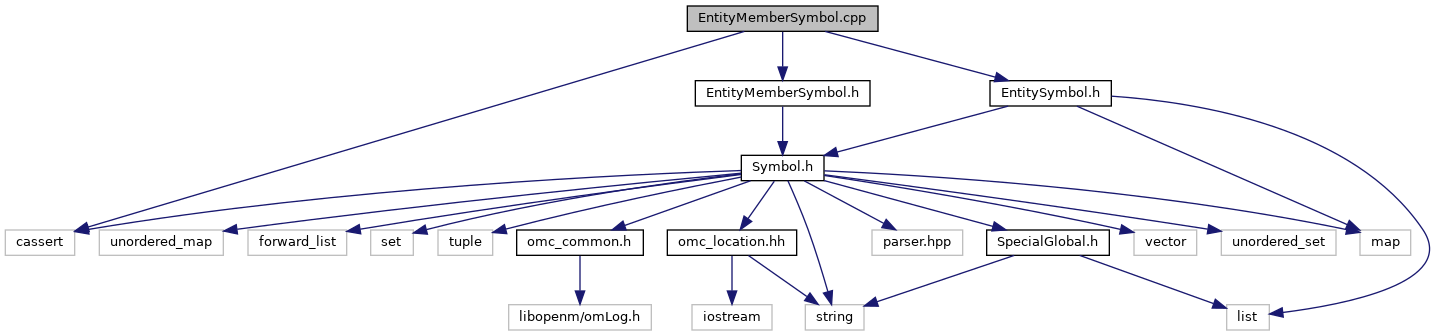 EntityMemberSymbol.cpp
EntityMemberSymbol.h
EntitySymbol.h
Symbol.h
cassert
unordered_map
forward_list
set
tuple
omc_common.h
omc_location.hh
parser.hpp
SpecialGlobal.h
vector
unordered_set
map
libopenm/omLog.h
iostream
string
list